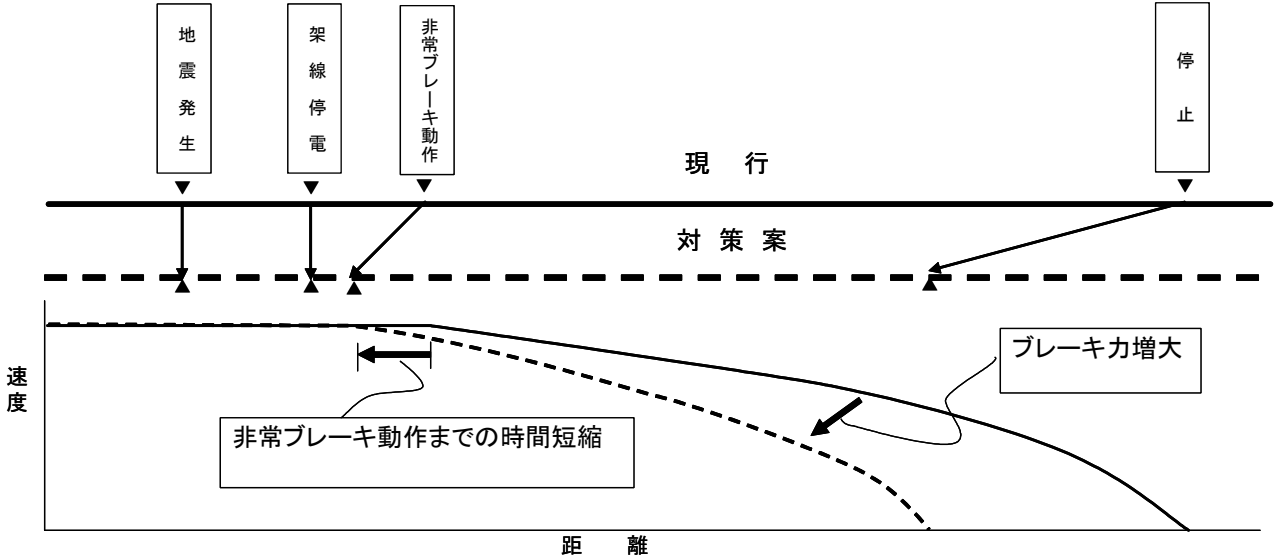 地震発生
架線停電
非常ブレーキ動作
停止
現行
対策案
速度
ブレーキ力増大
非常ブレーキ動作までの時間短縮
距離